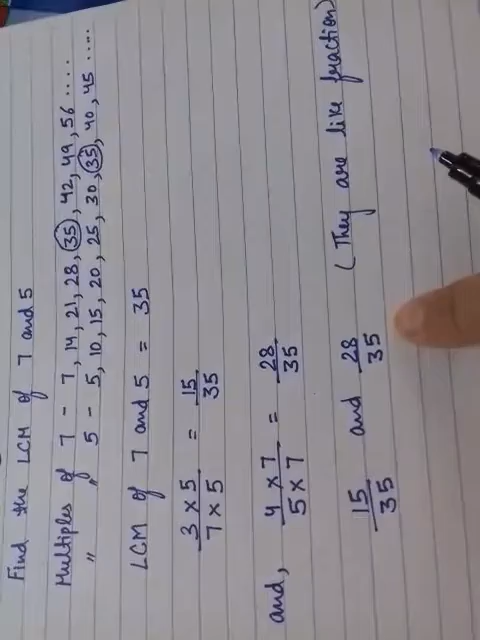 Find the LCM of 7 and 5
Multiples of 7 - 7, 14, 21, 28, 35, 42, 49, 56 ....
" " 5 - 5, 10, 15, 20, 25, 30, 35, 40, 45 ....
LCM of 7 and 5 = 35
3 × 5 / 7 × 5 = 15 / 35
and, 4 × 7 / 5 × 7 = 28 / 35
15 / 35 and 28 / 35 (They are like fraction)